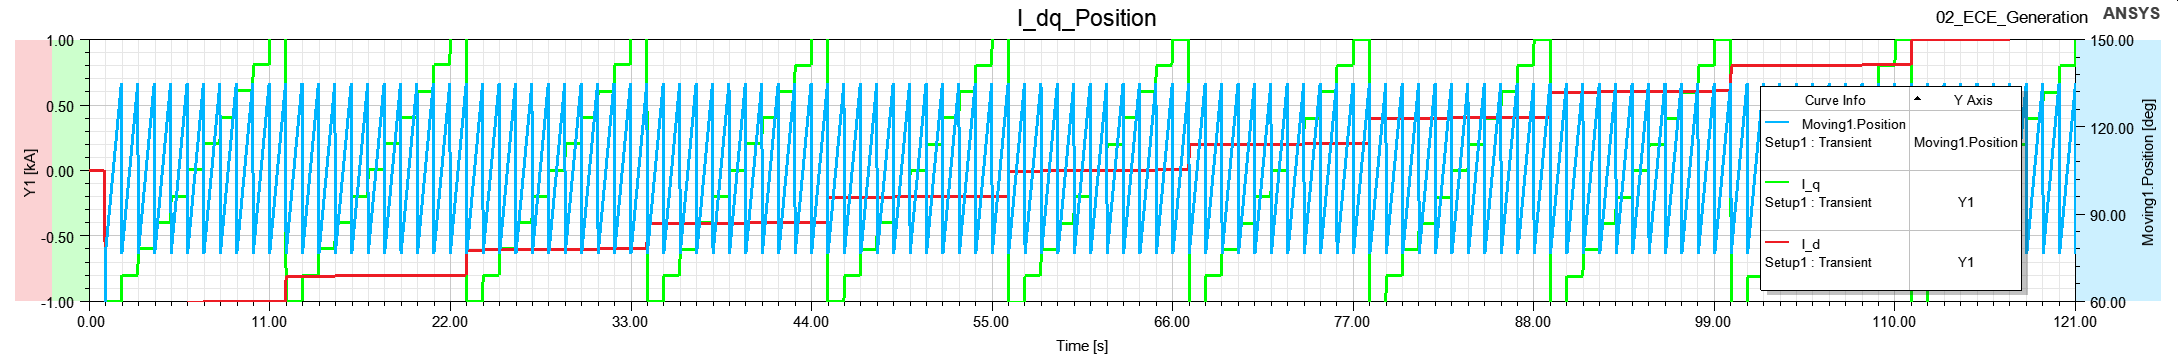 I_dq_Position
02_ECE_Generation
ANSYS
1.00
0.50
0.00
-0.50
-1.00
Y1 [kA]
150.00
120.00
90.00
60.00
Moving1.Position [deg]
Curve Info
Y Axis
Moving1.Position
Setup1 : Transient
Moving1.Position
I_q
Setup1 : Transient
Y1
I_d
Setup1 : Transient
Y1
0.00
11.00
22.00
33.00
44.00
55.00
66.00
77.00
88.00
99.00
110.00
121.00
Time [s]